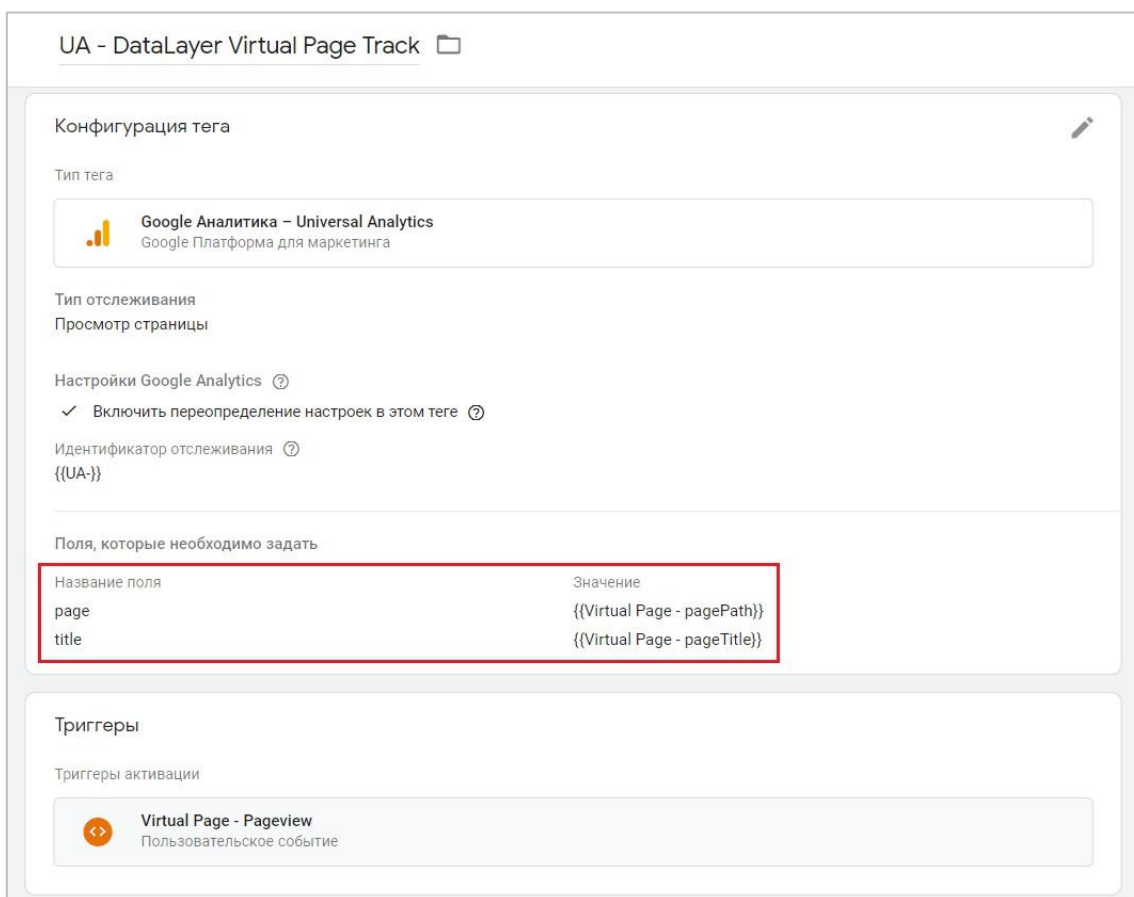 UA - DataLayer Virtual Page Track
Конфигурация тега
Тип тега
Google Аналитика – Universal Analytics
Google Платформа для маркетинга
Тип отслеживания
Просмотр страницы
Настройки Google Analytics ?
✓ Включить переопределение настроек в этом теге ?
Идентификатор отслеживания ?
{{UA-}}
Поля, которые необходимо задать
Название поля Значение
page {{Virtual Page - pagePath}}
title {{Virtual Page - pageTitle}}
Триггеры
Триггеры активации
Virtual Page - Pageview
Пользовательское событие